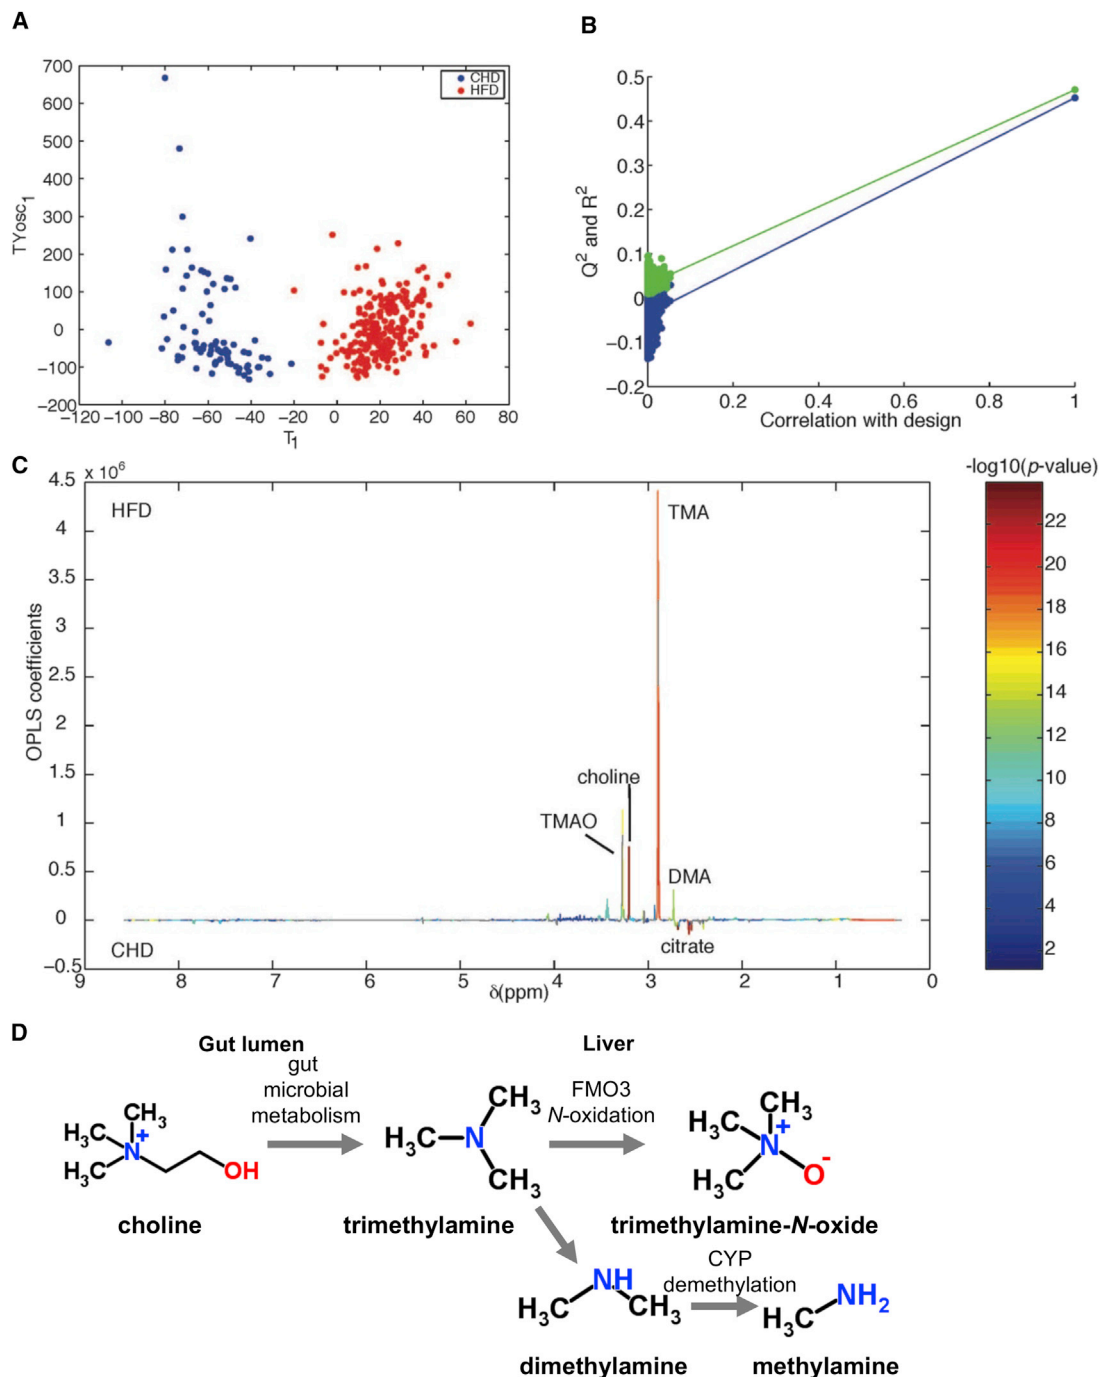 A
700
600
500
400
300
200
100
0
−100
−200
−120 −100 −80 −60 −40 −20 0 20 40 60 80
TYosc1
T1
CHD
HFD
B
0.5
0.4
0.3
0.2
0.1
0
−0.1
−0.2
0 0.2 0.4 0.6 0.8 1
Q2 and R2
Correlation with design
C
x 10^6
4.5
4
3.5
3
2.5
2
1.5
1
0.5
0
−0.5
9 8 7 6 5 4 3 2 1 0
OPLS coefficients
δ(ppm)
HFD
CHD
TMA
choline
TMAO
DMA
citrate
-log10(p-value)
22
20
18
16
14
12
10
8
6
4
2
D
Gut lumen
gut
microbial
metabolism
Liver
FMO3
N-oxidation
CH3
H3C
N+
H3C
OH
choline
CH3
H3C
N
CH3
trimethylamine
CH3
H3C
N+
H3C
O-
trimethylamine-N-oxide
NH
H3C
CH3
dimethylamine
CYP
demethylation
NH2
H3C
methylamine